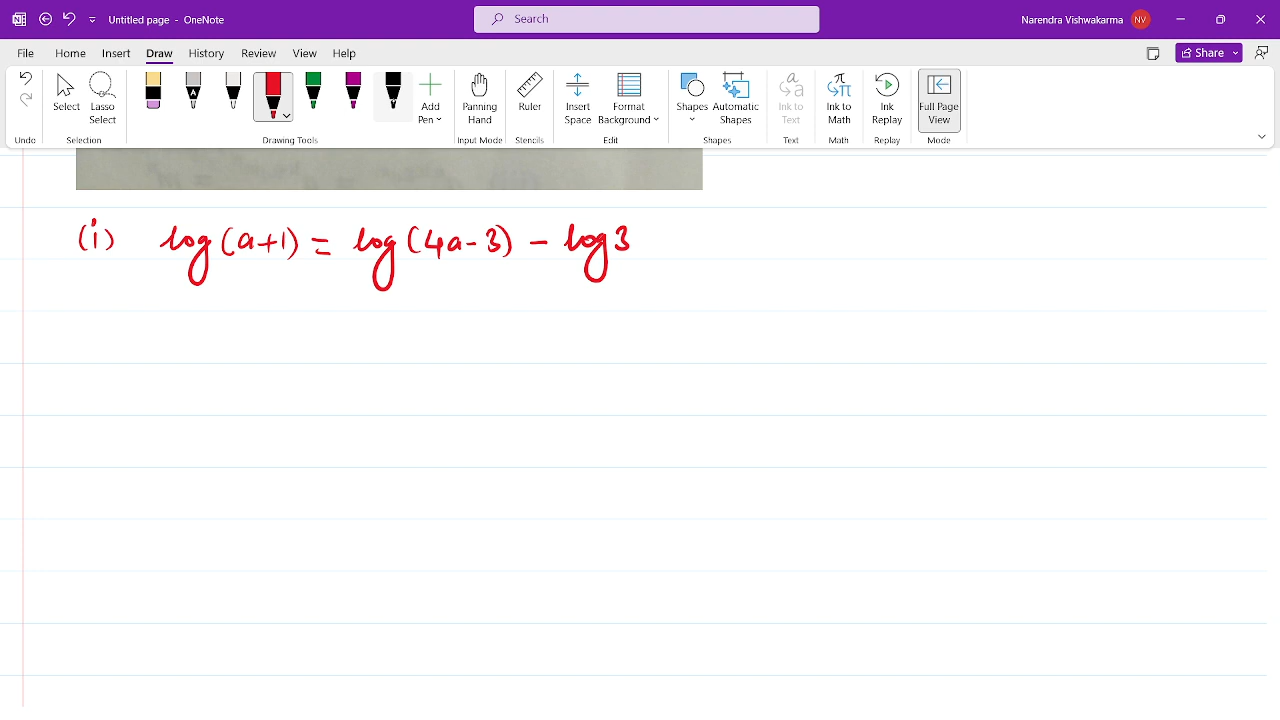 Untitled page - OneNote
Search
Narendra Vishwakarma NV
File Home Insert Draw History Review View Help
Share
Select Lasso Select
A
Add Pen
Panning Hand
Ruler
Insert Space
Format Background
Shapes
Automatic Shapes
Ink to Text
Ink to Math
Ink Replay
Full Page View
Undo Selection Drawing Tools Input Mode Stencils Edit Shapes Text Math Replay Mode
(i) log(a+1) = log(4a-3) - log3